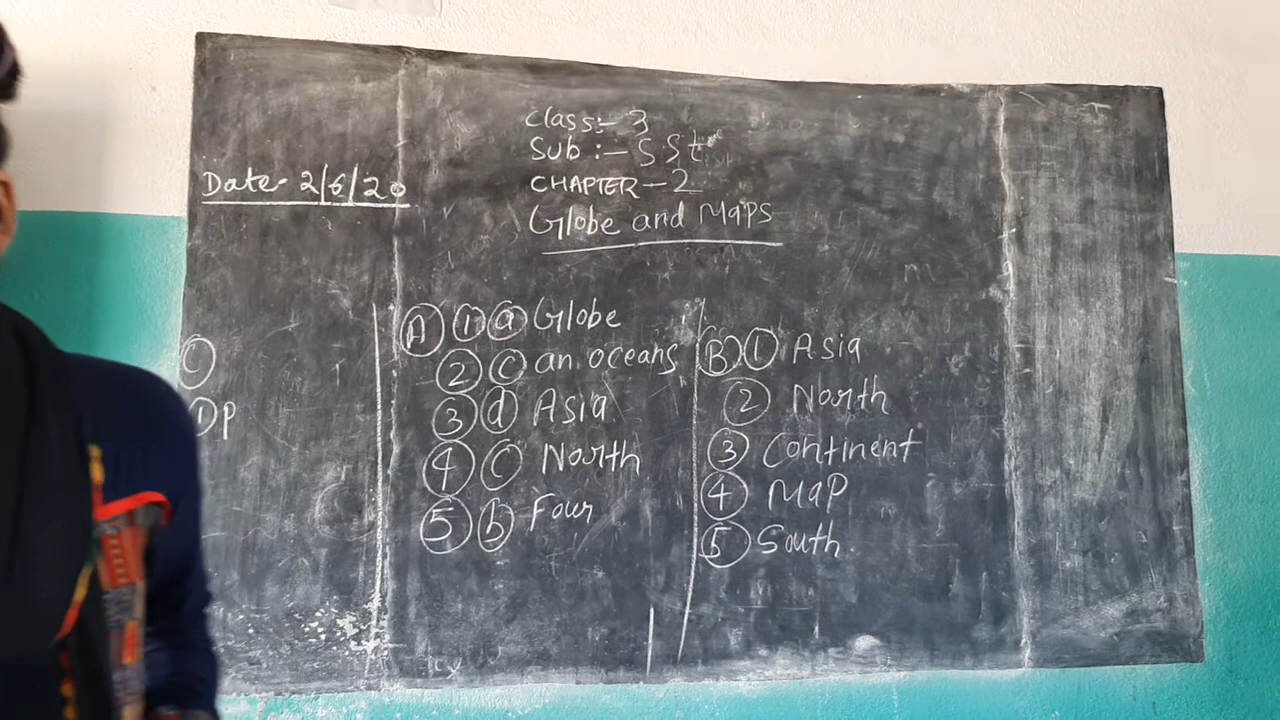 Class:- 3
Sub :- S.St
CHAPTER - 2
Globe and Maps
Date- 2/6/20
A 1 a Globe
2 c an oceans
3 d Asia
4 c North
5 b Four
B 1 Asia
2 North
3 Continent
4 Map
5 South.